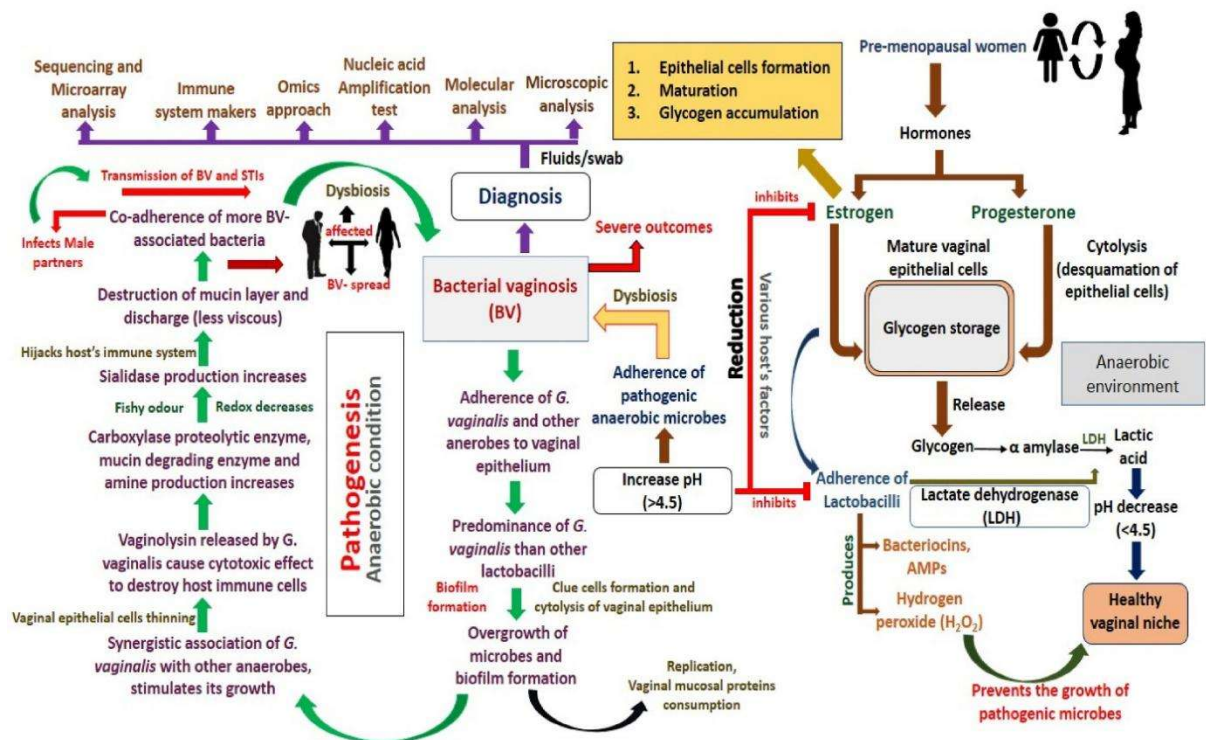 Sequencing and
Microarray
analysis
Immune
system makers
Omics
approach
Nucleic acid
Amplification
test
Molecular
analysis
Microscopic
analysis
Fluids/swab
Diagnosis
1. Epithelial cells formation
2. Maturation
3. Glycogen accumulation
Pre-menopausal women
Hormones
Estrogen
Progesterone
inhibits
Mature vaginal
epithelial cells
Cytolysis
(desquamation of
epithelial cells)
Glycogen storage
Anaerobic
environment
Release
Glycogen
α amylase
LDH
Lactic
acid
Adherence of
Lactobacilli
Lactate dehydrogenase
(LDH)
pH decrease
(<4.5)
Produces
Bacteriocins,
AMPs
Hydrogen
peroxide (H₂O₂)
Healthy
vaginal niche
Prevents the growth of
pathogenic microbes
Reduction
Various host's factors
inhibits
Increase pH
(>4.5)
Adherence of
pathogenic
anaerobic microbes
Dysbiosis
Severe outcomes
Bacterial vaginosis
(BV)
Adherence of G.
vaginalis and other
anerobes to vaginal
epithelium
Predominance of G.
vaginalis than other
lactobacilli
Biofilm
formation
Clue cells formation and
cytolysis of vaginal epithelium
Overgrowth of
microbes and
biofilm formation
Replication,
Vaginal mucosal proteins
consumption
Pathogenesis
Anaerobic condition
Transmission of BV and STIs
Co-adherence of more BV-
associated bacteria
Infects Male
partners
Dysbiosis
affected
BV- spread
Destruction of mucin layer and
discharge (less viscous)
Hijacks host's immune system
Sialidase production increases
Fishy odour
Redox decreases
Carboxylase proteolytic enzyme,
mucin degrading enzyme and
amine production increases
Vaginolysin released by G.
vaginalis cause cytotoxic effect
to destroy host immune cells
Vaginal epithelial cells thinning
Synergistic association of G.
vaginalis with other anaerobes,
stimulates its growth